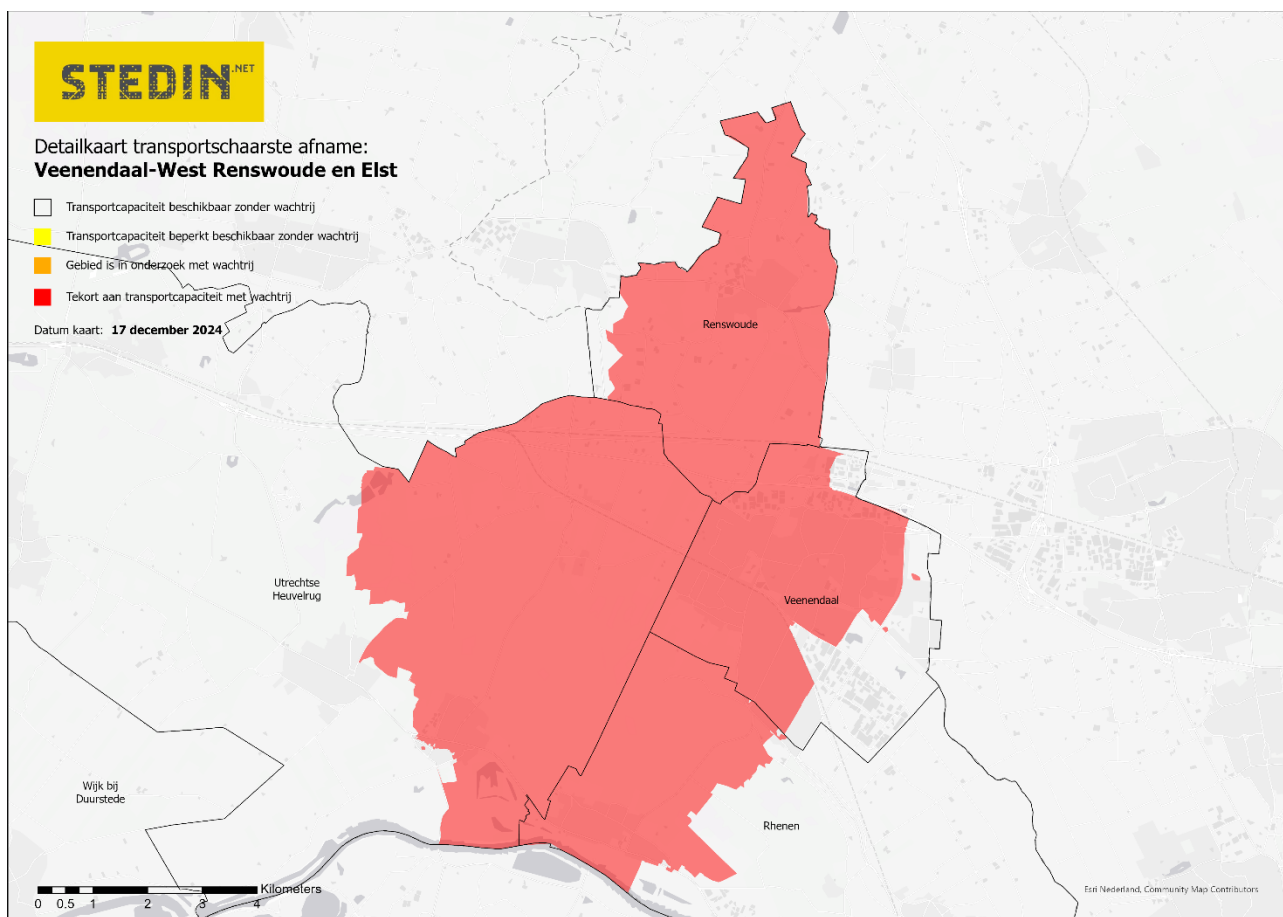 STEDIN.NET
Detailkaart transportschaarste afname:
Veenendaal-West Renswoude en Elst
Transportcapaciteit beschikbaar zonder wachtrij
Transportcapaciteit beperkt beschikbaar zonder wachtrij
Gebied is in onderzoek met wachtrij
Tekort aan transportcapaciteit met wachtrij
Datum kaart: 17 december 2024
Renswoude
Utrechtse
Heuvelrug
Veenendaal
Wijk bij
Duurstede
Rhenen
Kilometers
0 0.5 1 2 3 4
Esri Nederland, Community Map Contributors